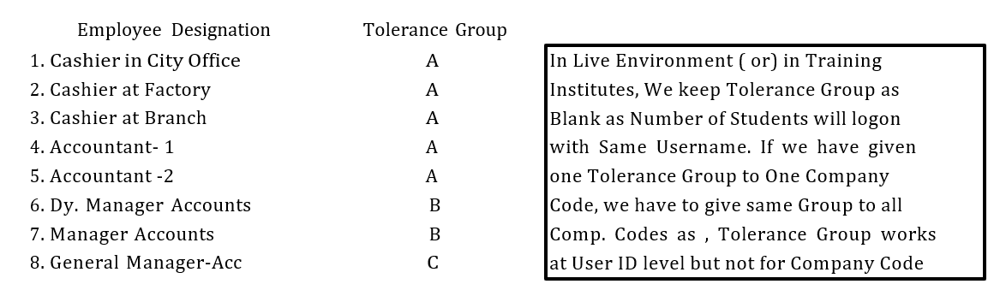 Employee Designation Tolerance Group
1. Cashier in City Office A
2. Cashier at Factory A
3. Cashier at Branch A
4. Accountant- 1 A
5. Accountant -2 A
6. Dy. Manager Accounts B
7. Manager Accounts B
8. General Manager-Acc C
In Live Environment ( or) in Training
Institutes, We keep Tolerance Group as
Blank as Number of Students will logon
with Same Username. If we have given
one Tolerance Group to One Company
Code, we have to give same Group to all
Comp. Codes as , Tolerance Group works
at User ID level but not for Company Code